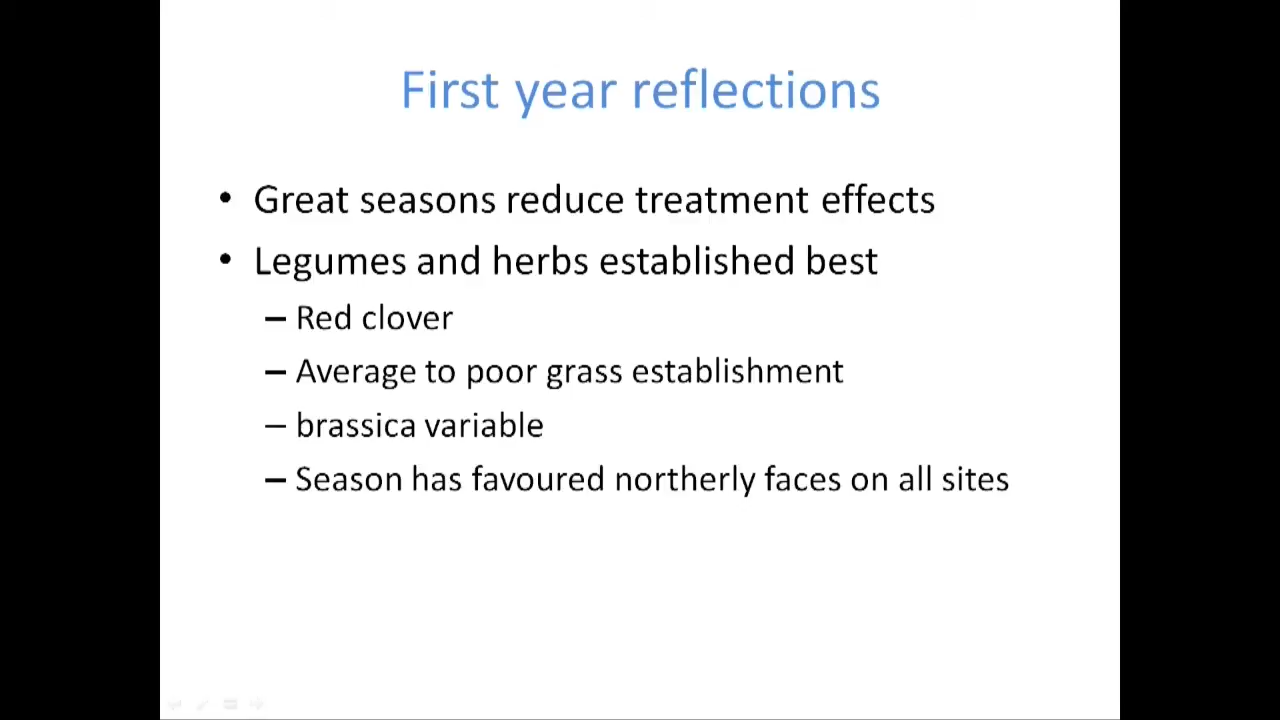 First year reflections
• Great seasons reduce treatment effects
• Legumes and herbs established best
– Red clover
– Average to poor grass establishment
– brassica variable
– Season has favoured northerly faces on all sites